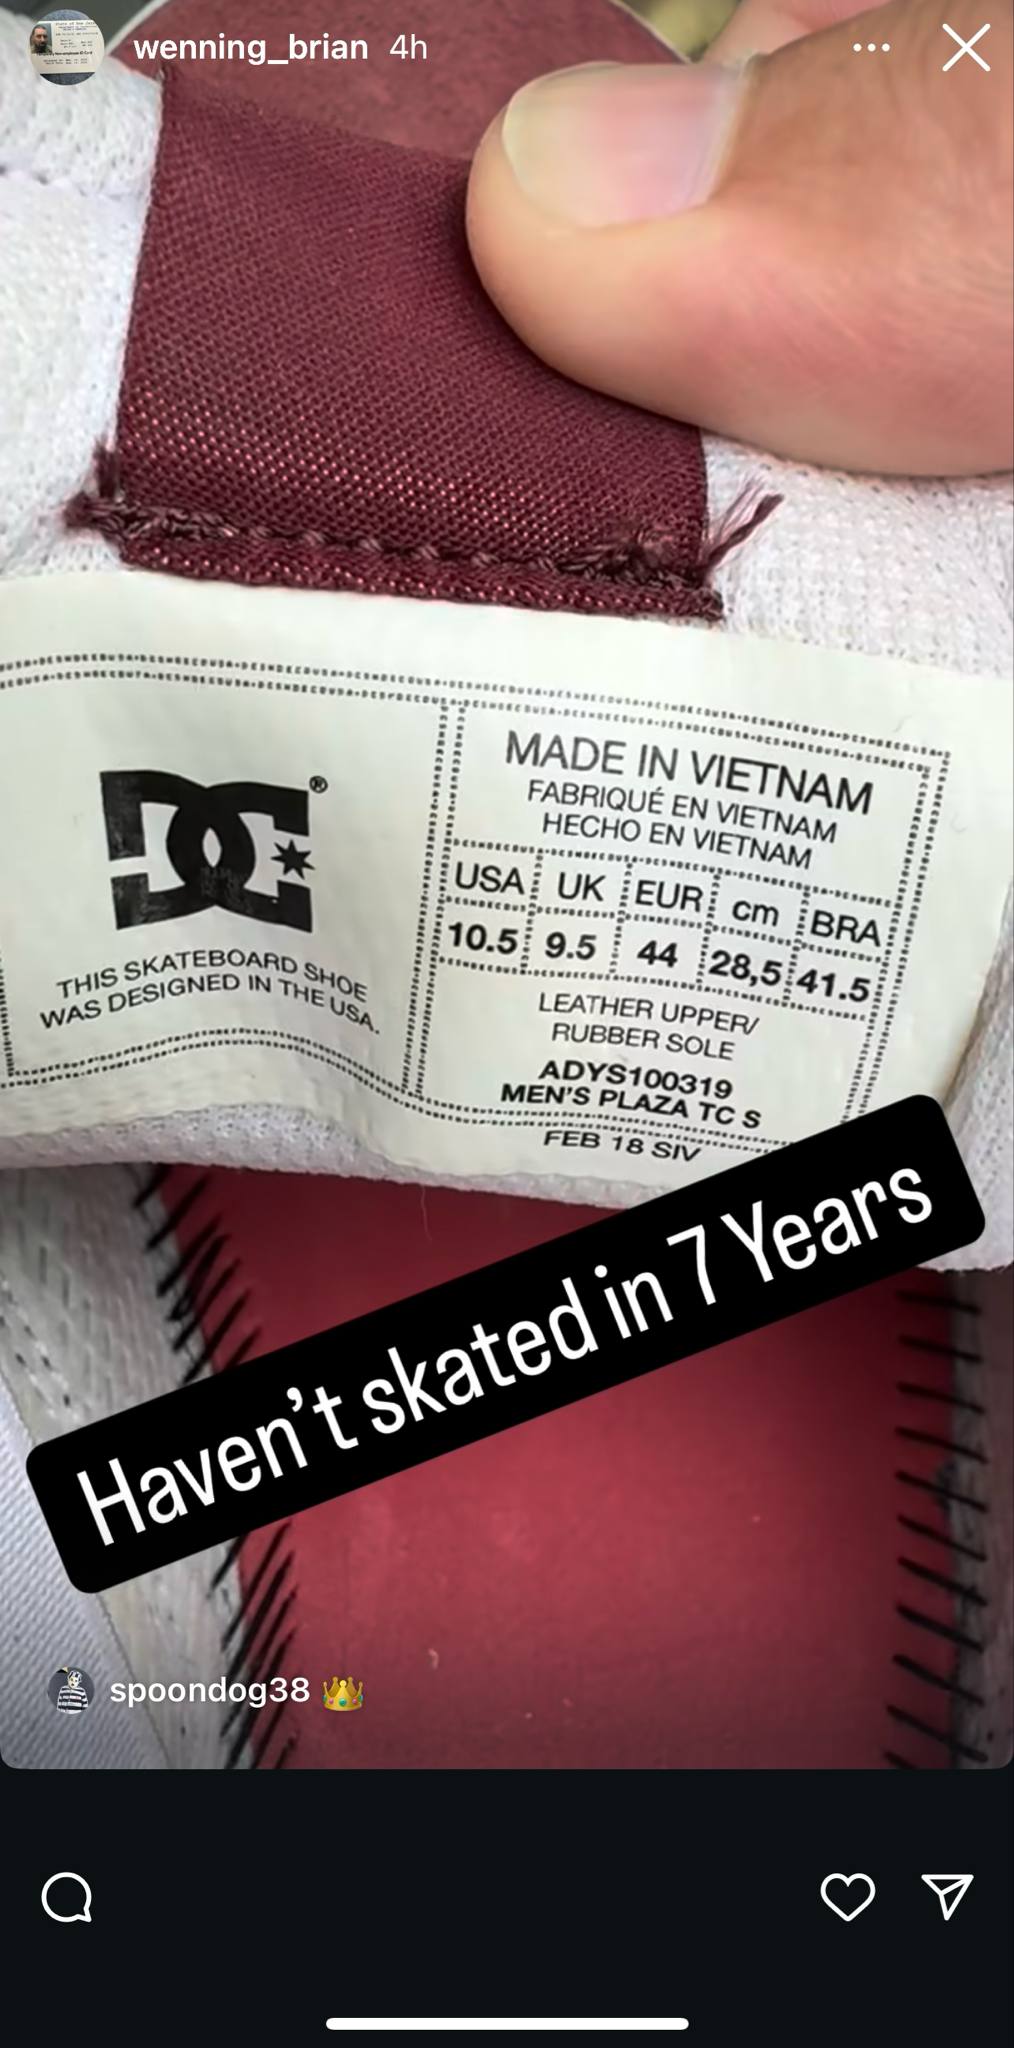 wenning_brian 4h
MADE IN VIETNAM
FABRIQUÉ EN VIETNAM
HECHO EN VIETNAM
USA UK EUR cm BRA
10.5 9.5 44 28,5 41.5
LEATHER UPPER/
RUBBER SOLE
ADYS100319
MEN'S PLAZA TC S
FEB 18 SIV
DC®
THIS SKATEBOARD SHOE
WAS DESIGNED IN THE USA.
Haven't skated in 7 Years
spoondog38 👑